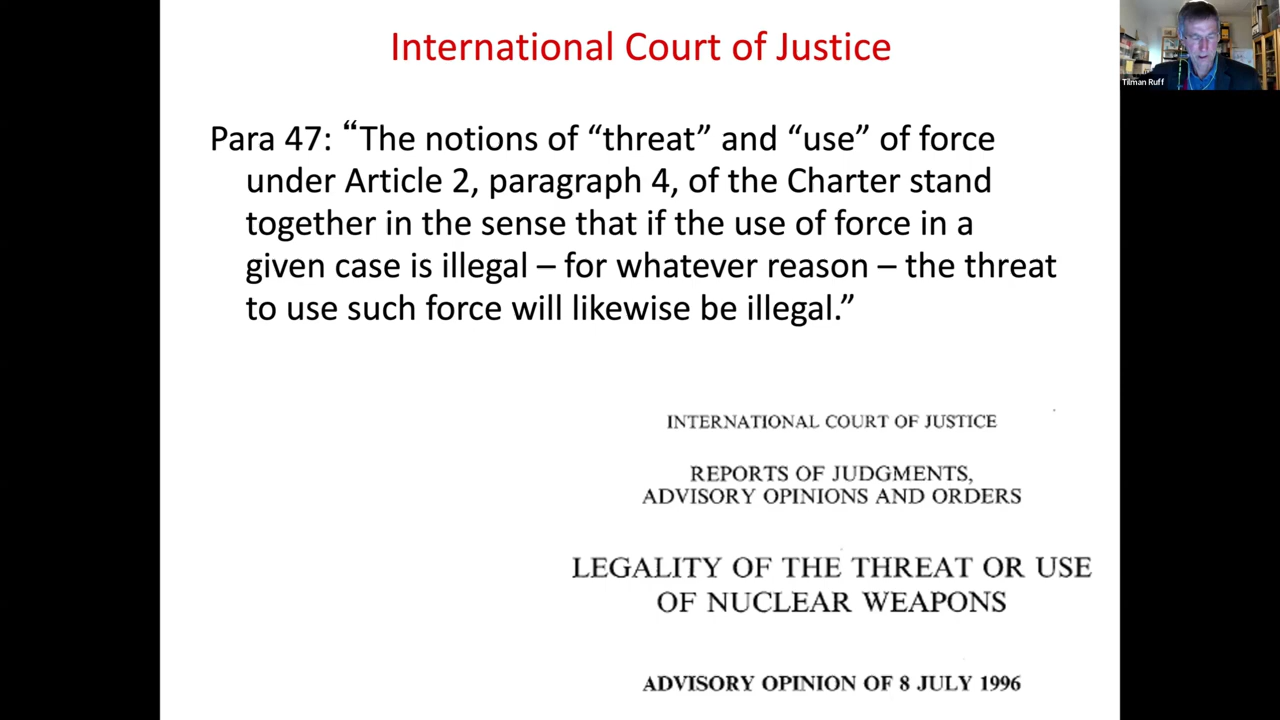 International Court of Justice
Tilman Ruff
Para 47: “The notions of “threat” and “use” of force
under Article 2, paragraph 4, of the Charter stand
together in the sense that if the use of force in a
given case is illegal – for whatever reason – the threat
to use such force will likewise be illegal.”
INTERNATIONAL COURT OF JUSTICE
REPORTS OF JUDGMENTS,
ADVISORY OPINIONS AND ORDERS
LEGALITY OF THE THREAT OR USE
OF NUCLEAR WEAPONS
ADVISORY OPINION OF 8 JULY 1996